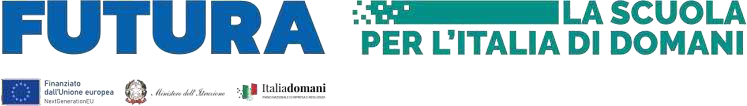 FUTURA
LA SCUOLA
PER L'ITALIA DI DOMANI
Finanziato
dall'Unione europea
NextGenerationEU
Ministero dell'Istruzione
Italiadomani